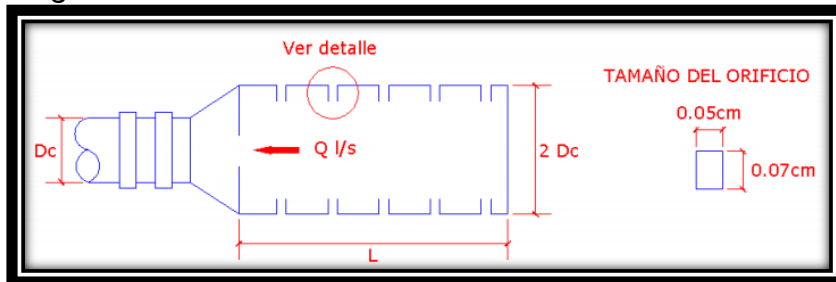 Ver detalle
TAMAÑO DEL ORIFICIO
0.05cm
Dc
Q l/s
2 Dc
0.07cm
L